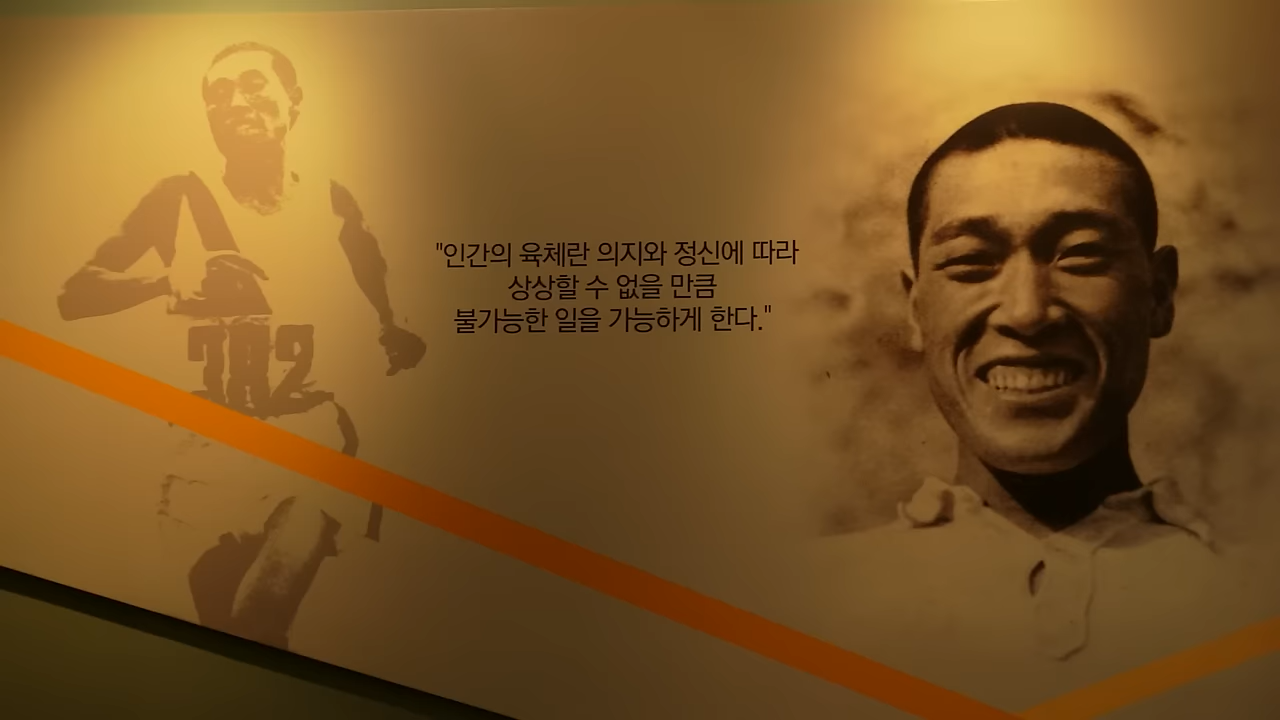 "인간의 육체란 의지와 정신에 따라
상상할 수 없을 만큼
불가능한 일을 가능하게 한다."
382